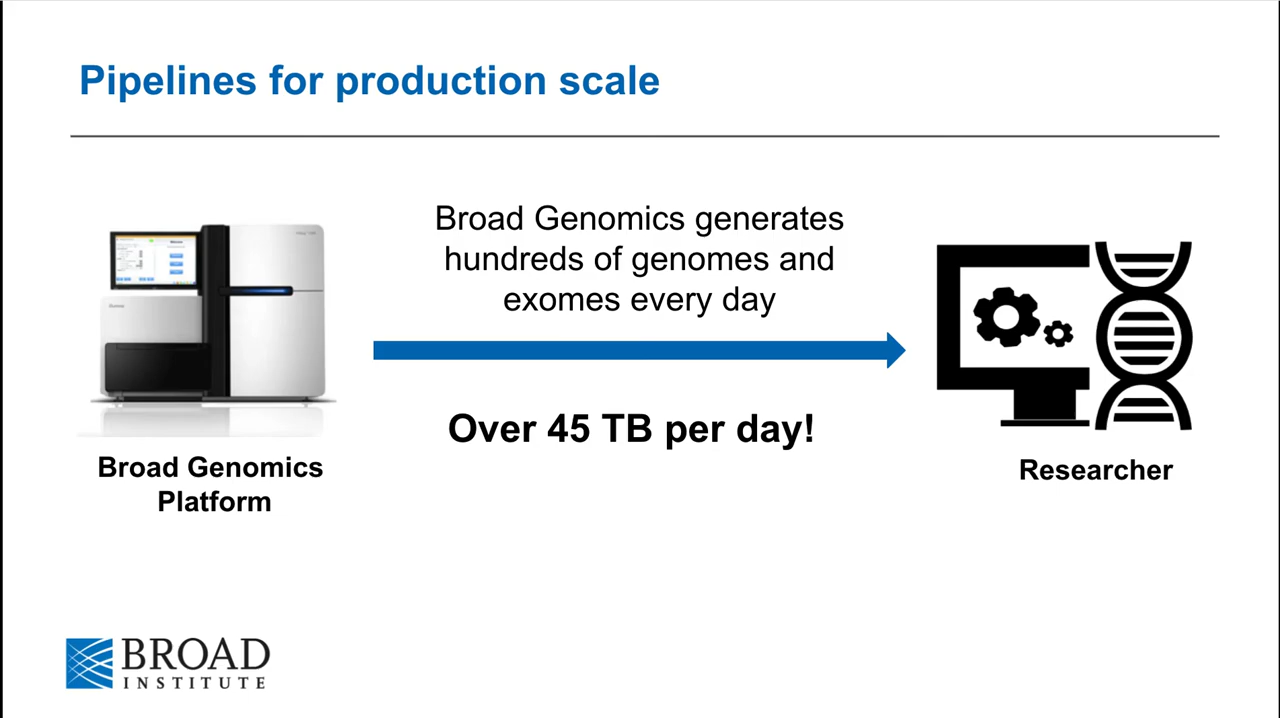 Pipelines for production scale
Broad Genomics generates
hundreds of genomes and
exomes every day
Over 45 TB per day!
Broad Genomics
Platform
Researcher
BROAD
INSTITUTE